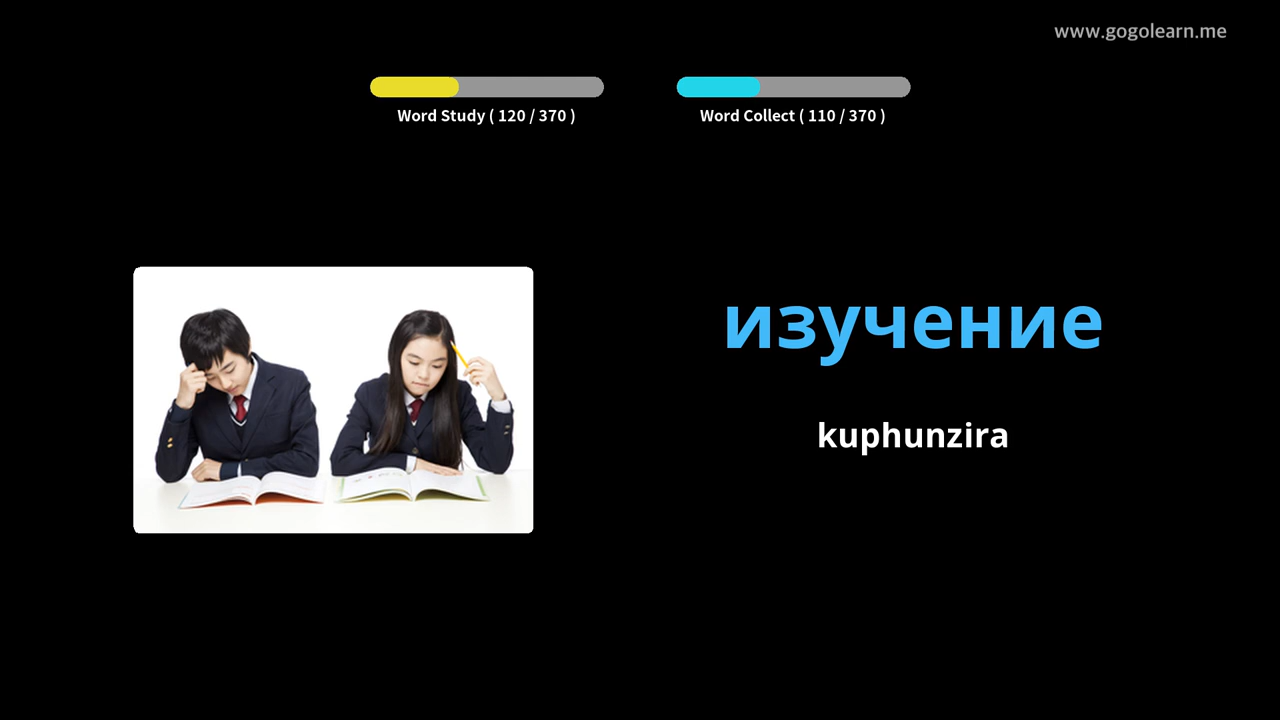 www.gogolearn.me
Word Study ( 120 / 370 )
Word Collect ( 110 / 370 )
изучение
kuphunzira